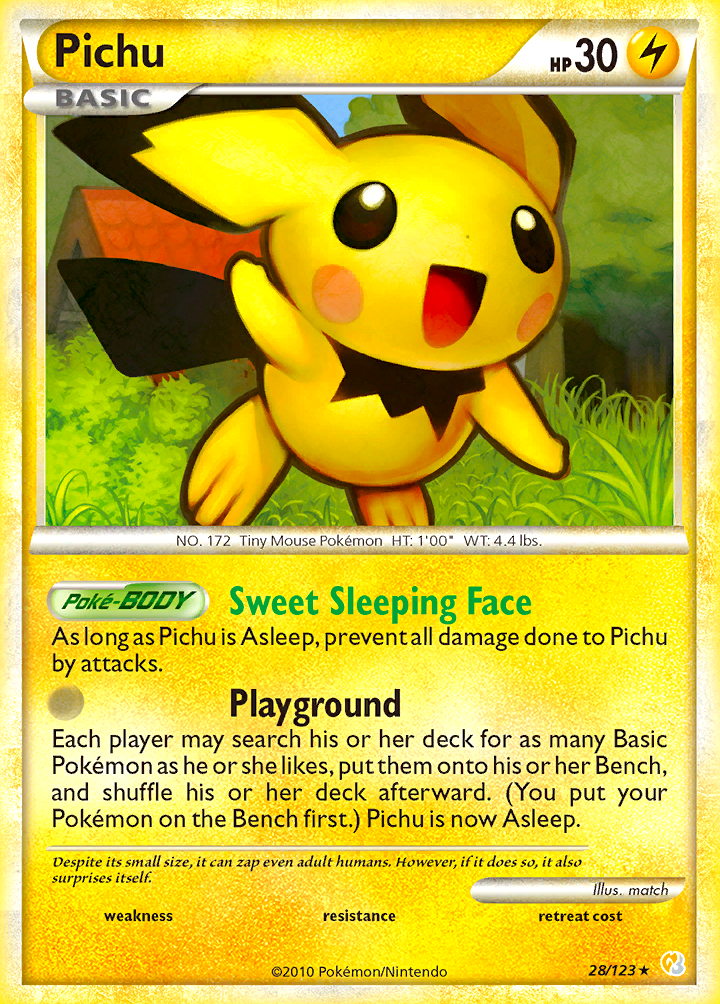 Pichu
HP 30
BASIC
NO. 172 Tiny Mouse Pokémon HT: 1'00" WT: 4.4 lbs.
Poké-BODY Sweet Sleeping Face
As long as Pichu is Asleep, prevent all damage done to Pichu
by attacks.
Playground
Each player may search his or her deck for as many Basic
Pokémon as he or she likes, put them onto his or her Bench,
and shuffle his or her deck afterward. (You put your
Pokémon on the Bench first.) Pichu is now Asleep.
Despite its small size, it can zap even adult humans. However, if it does so, it also
surprises itself.
Illus. match
weakness resistance retreat cost
©2010 Pokémon/Nintendo 28/123 ★